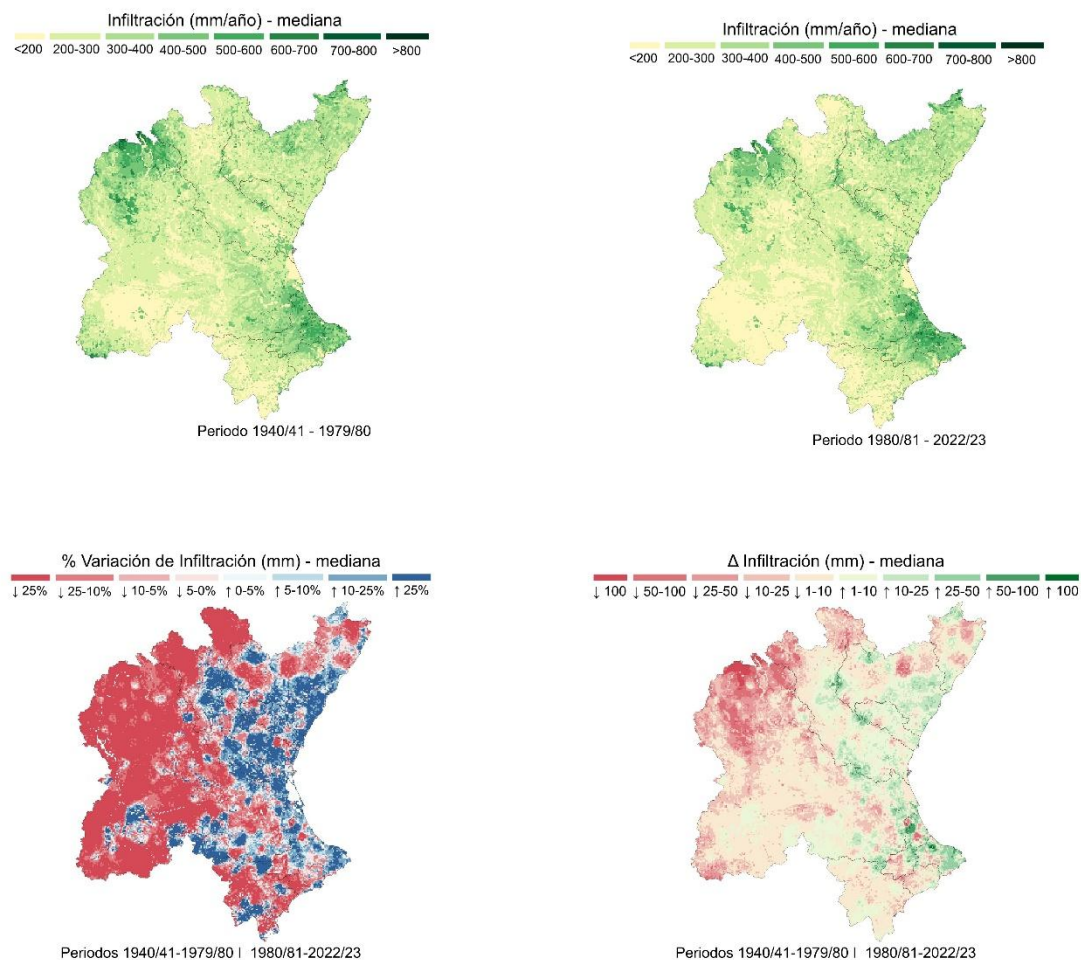 Infiltración (mm/año) - mediana
<200 200-300 300-400 400-500 500-600 600-700 700-800 >800
Periodo 1940/41 - 1979/80
Infiltración (mm/año) - mediana
<200 200-300 300-400 400-500 500-600 600-700 700-800 >800
Periodo 1980/81 - 2022/23
% Variación de Infiltración (mm) - mediana
↓ 25% ↓ 25-10% ↓ 10-5% ↓ 5-0% ↑ 0-5% ↑ 5-10% ↑ 10-25% ↑ 25%
Periodos 1940/41-1979/80 | 1980/81-2022/23
Δ Infiltración (mm) - mediana
↓ 100 ↓ 50-100 ↓ 25-50 ↓ 10-25 ↓ 1-10 ↑ 1-10 ↑ 10-25 ↑ 25-50 ↑ 50-100 ↑ 100
Periodos 1940/41-1979/80 | 1980/81-2022/23